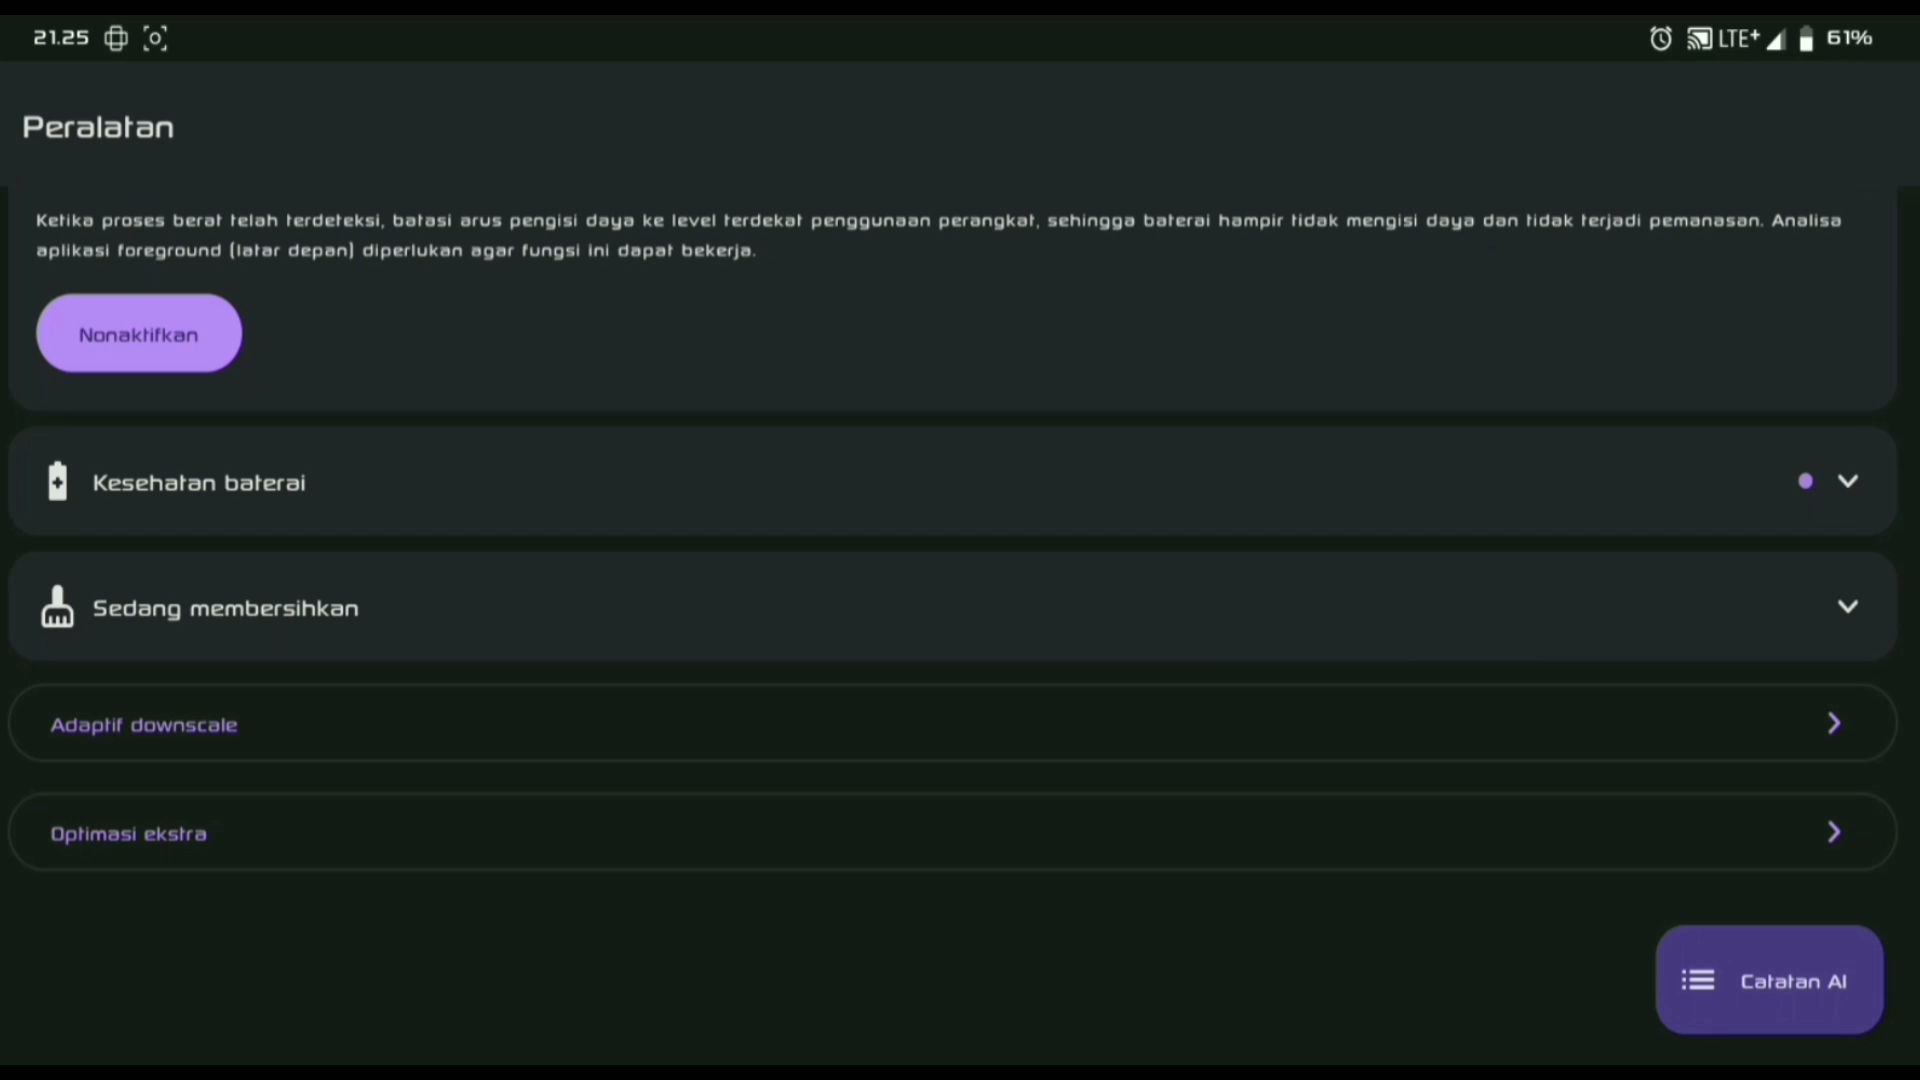 21.25
LTE+
61%
Peralatan
Ketika proses berat telah terdeteksi, batasi arus pengisi daya ke level terdekat penggunaan perangkat, sehingga baterai hampir tidak mengisi daya dan tidak terjadi pemanasan. Analisa
aplikasi foreground (latar depan) diperlukan agar fungsi ini dapat bekerja.
Nonaktifkan
Kesehatan baterai
Sedang membersihkan
Adaptif downscale
Optimasi ekstra
Catatan AI